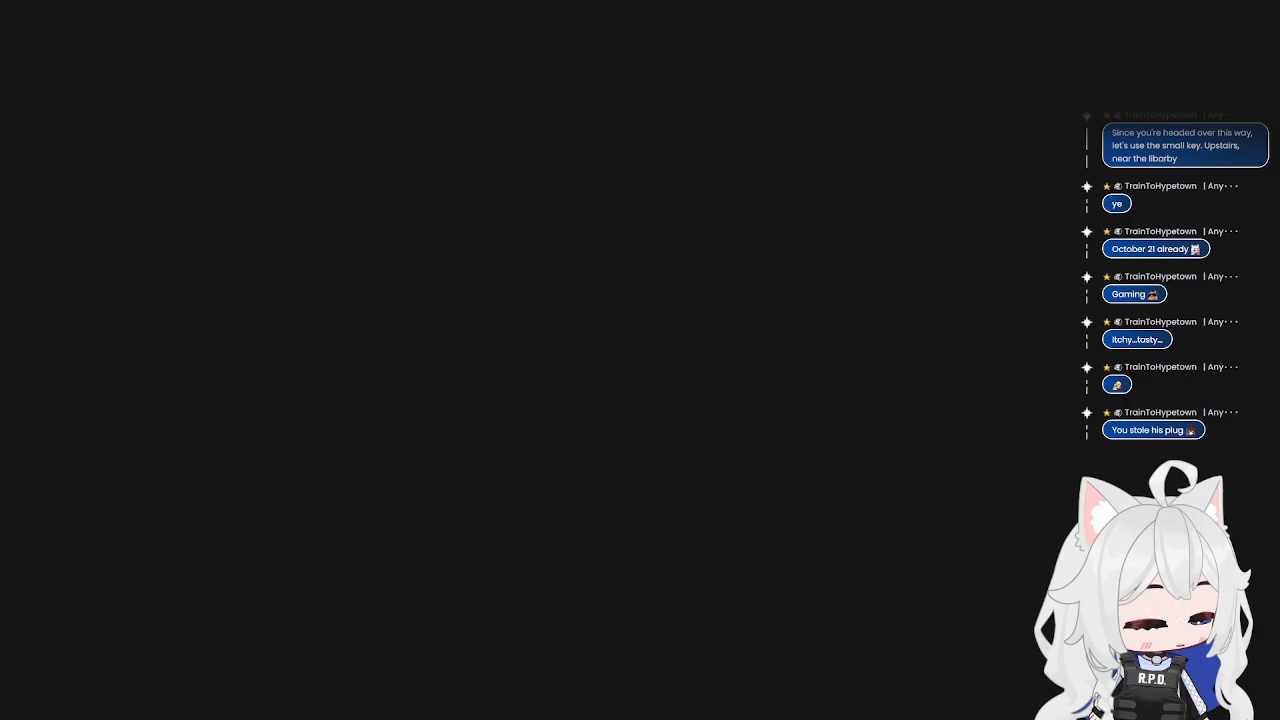 TrainToHypetown | Any···
Since you're headed over this way,
let's use the small key. Upstairs,
near the libarby
TrainToHypetown | Any···
ye
TrainToHypetown | Any···
October 21 already
TrainToHypetown | Any···
Gaming
TrainToHypetown | Any···
Itchy...tasty...
TrainToHypetown | Any···
TrainToHypetown | Any···
You stole his plug
R.P.D.